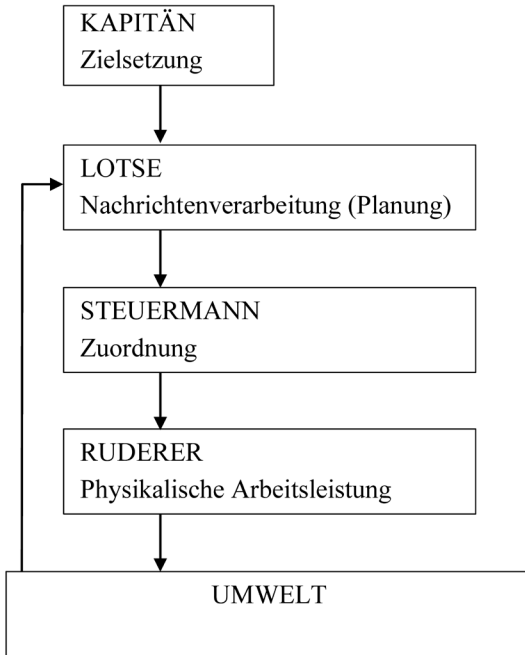 KAPITÄN
Zielsetzung
LOTSE
Nachrichtenverarbeitung (Planung)
STEUERMANN
Zuordnung
RUDERER
Physikalische Arbeitsleistung
UMWELT